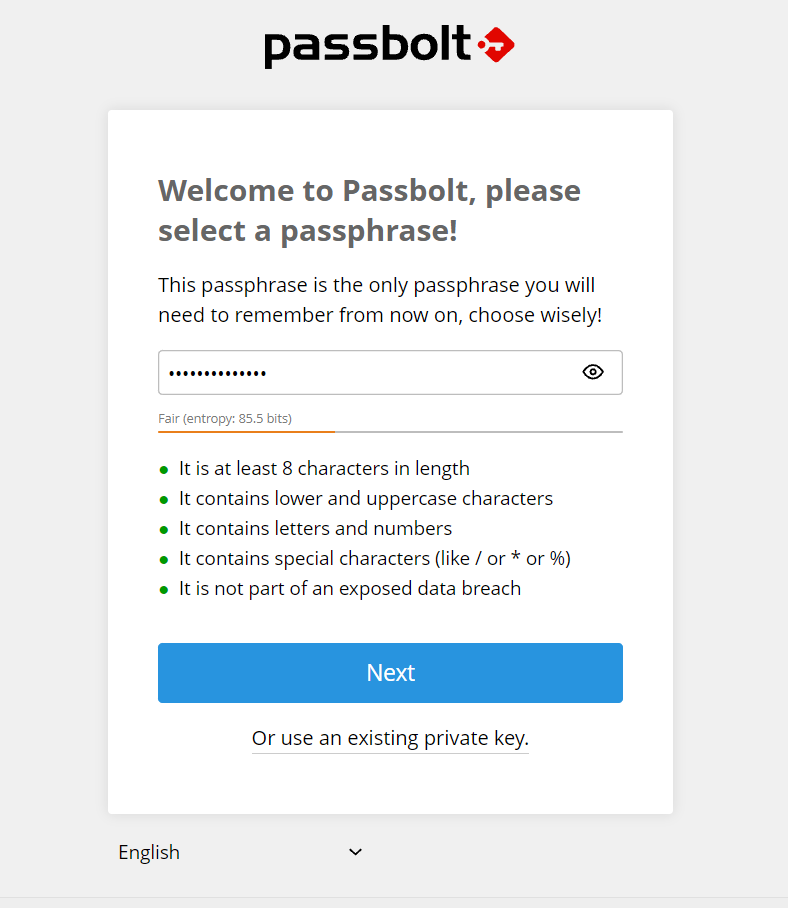 passbolt
Welcome to Passbolt, please
select a passphrase!
This passphrase is the only passphrase you will
need to remember from now on, choose wisely!
••••••••••••••
Fair (entropy: 85.5 bits)
● It is at least 8 characters in length
● It contains lower and uppercase characters
● It contains letters and numbers
● It contains special characters (like / or * or %)
● It is not part of an exposed data breach
Next
Or use an existing private key.
English